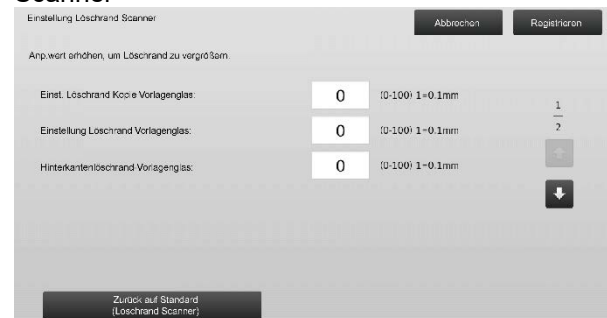 Scanner
Einstellung Löschrand Scanner
Abbrechen
Registrieren
Anp.wert erhöhen, um Löschrand zu vergrößern.
Einst. Löschrand Kopie Vorlagenglas: 0 (0-100) 1=0.1mm
1
Einstellung Löschrand Vorlagenglas: 0 (0-100) 1=0.1mm
2
Hinterkantenlöschrand Vorlagenglas: 0 (0-100) 1=0.1mm
Zurück auf Standard
(Löschrand Scanner)